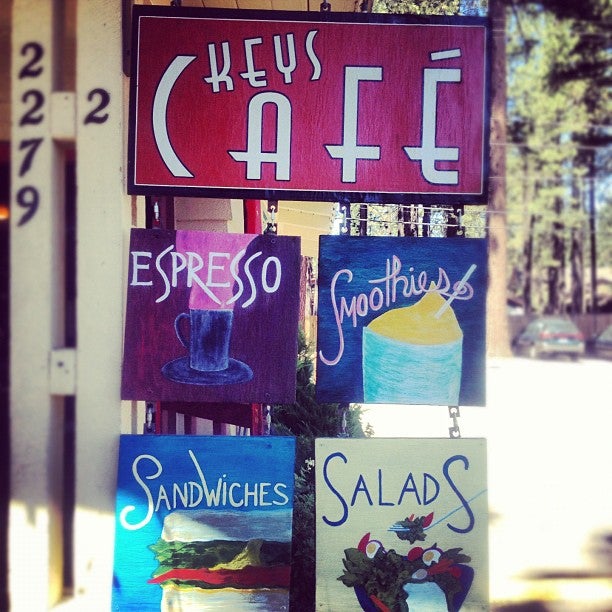 2279
2
KEYS
CAFÉ
ESPRESSO
Smoothies
SANDWICHES
SALADS